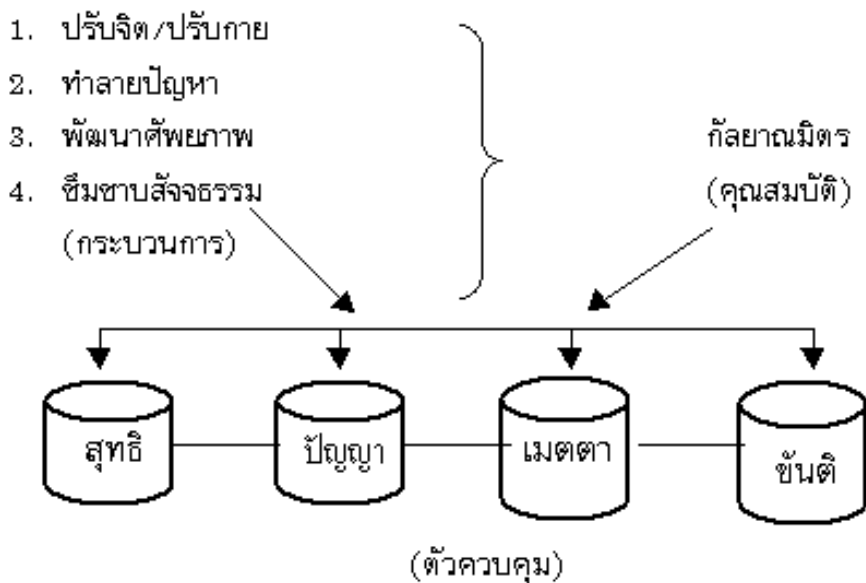 1. ปรับจิต/ปรับกาย
2. ทำลายปัญหา
3. พัฒนาศัพยภาพ
4. ซึมซาบสัจจธรรม
(กระบวนการ)
กัลยาณมิตร
(คุณสมบัติ)
สุทธิ
ปัญญา
เมตตา
ขันติ
(ตัวควบคุม)